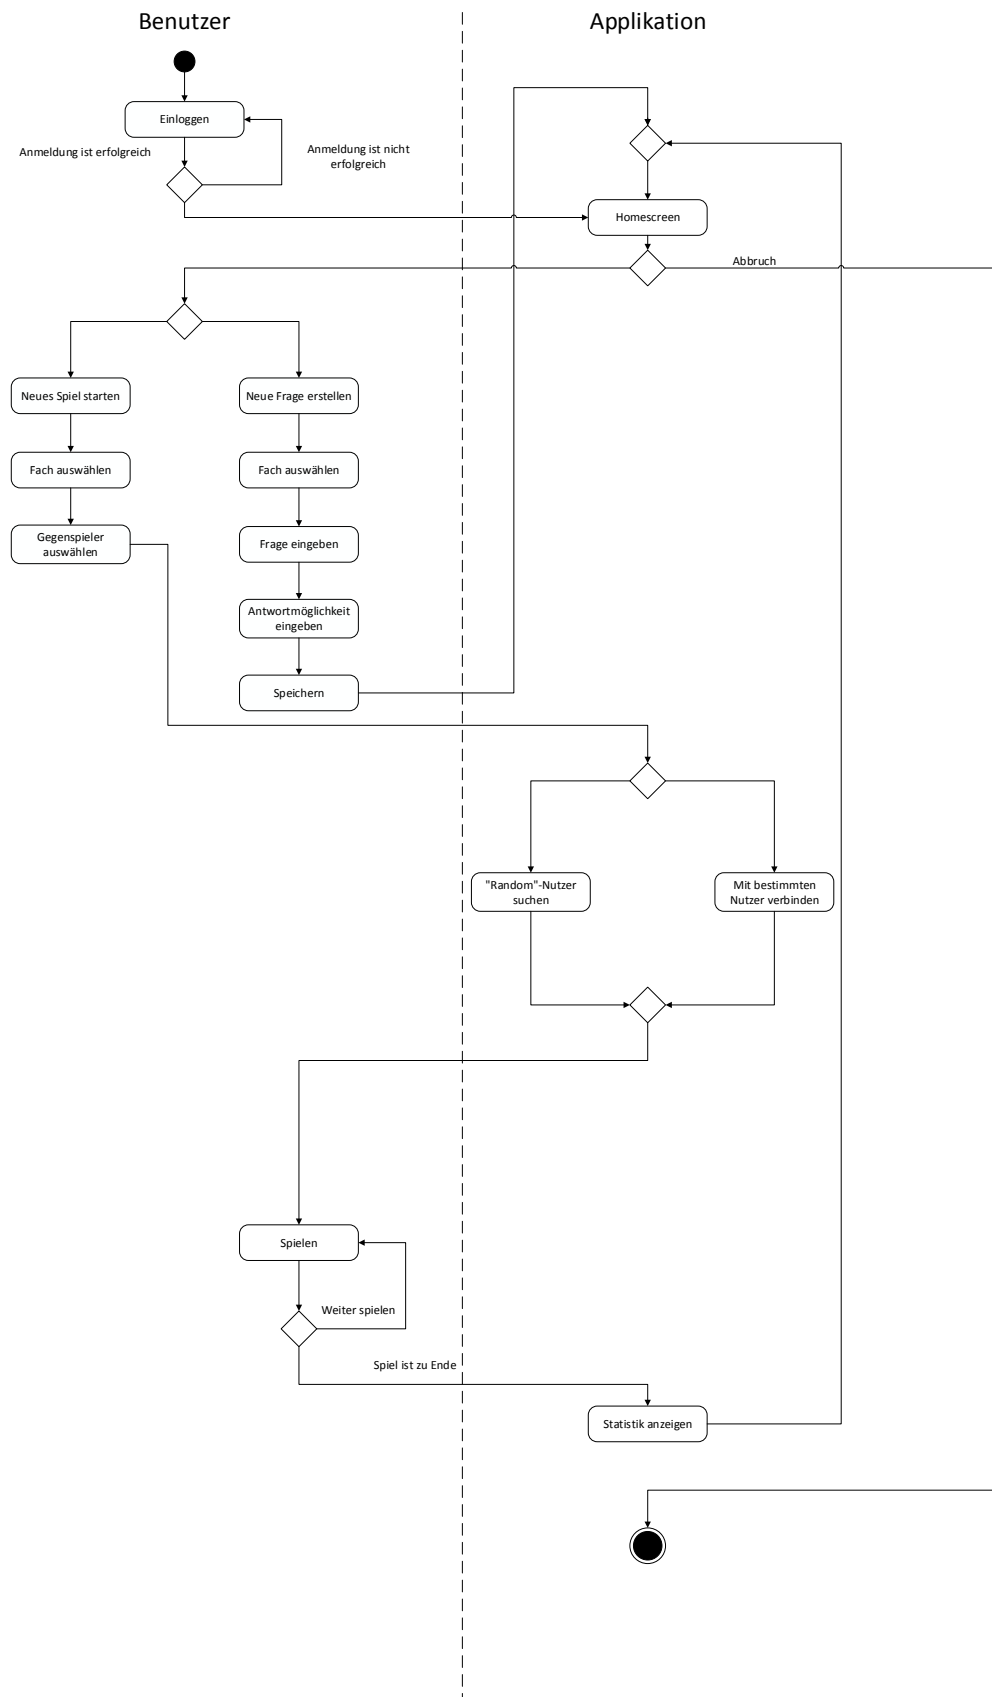 Benutzer
Applikation
Einloggen
Anmeldung ist erfolgreich
Anmeldung ist nicht
erfolgreich
Homescreen
Abbruch
Neues Spiel starten
Neue Frage erstellen
Fach auswählen
Fach auswählen
Gegenspieler
auswählen
Frage eingeben
Antwortmöglichkeit
eingeben
Speichern
"Random"-Nutzer
suchen
Mit bestimmten
Nutzer verbinden
Spielen
Weiter spielen
Spiel ist zu Ende
Statistik anzeigen